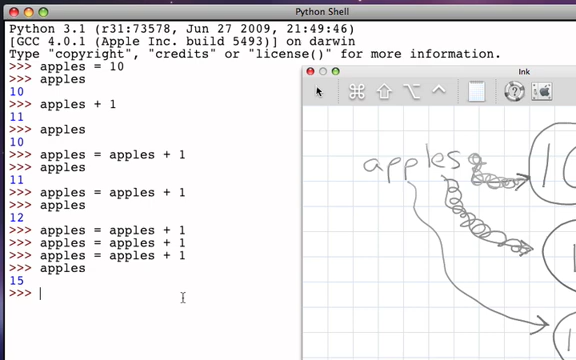 Python Shell
Python 3.1 (r31:73578, Jun 27 2009, 21:49:46)
[GCC 4.0.1 (Apple Inc. build 5493)] on darwin
Type "copyright", "credits" or "license()" for more information.
>>> apples = 10
>>> apples
10
>>> apples + 1
11
>>> apples
10
>>> apples = apples + 1
>>> apples
11
>>> apples = apples + 1
>>> apples
12
>>> apples = apples + 1
>>> apples = apples + 1
>>> apples = apples + 1
>>> apples
15
>>>
Ink
apples
10
1
1